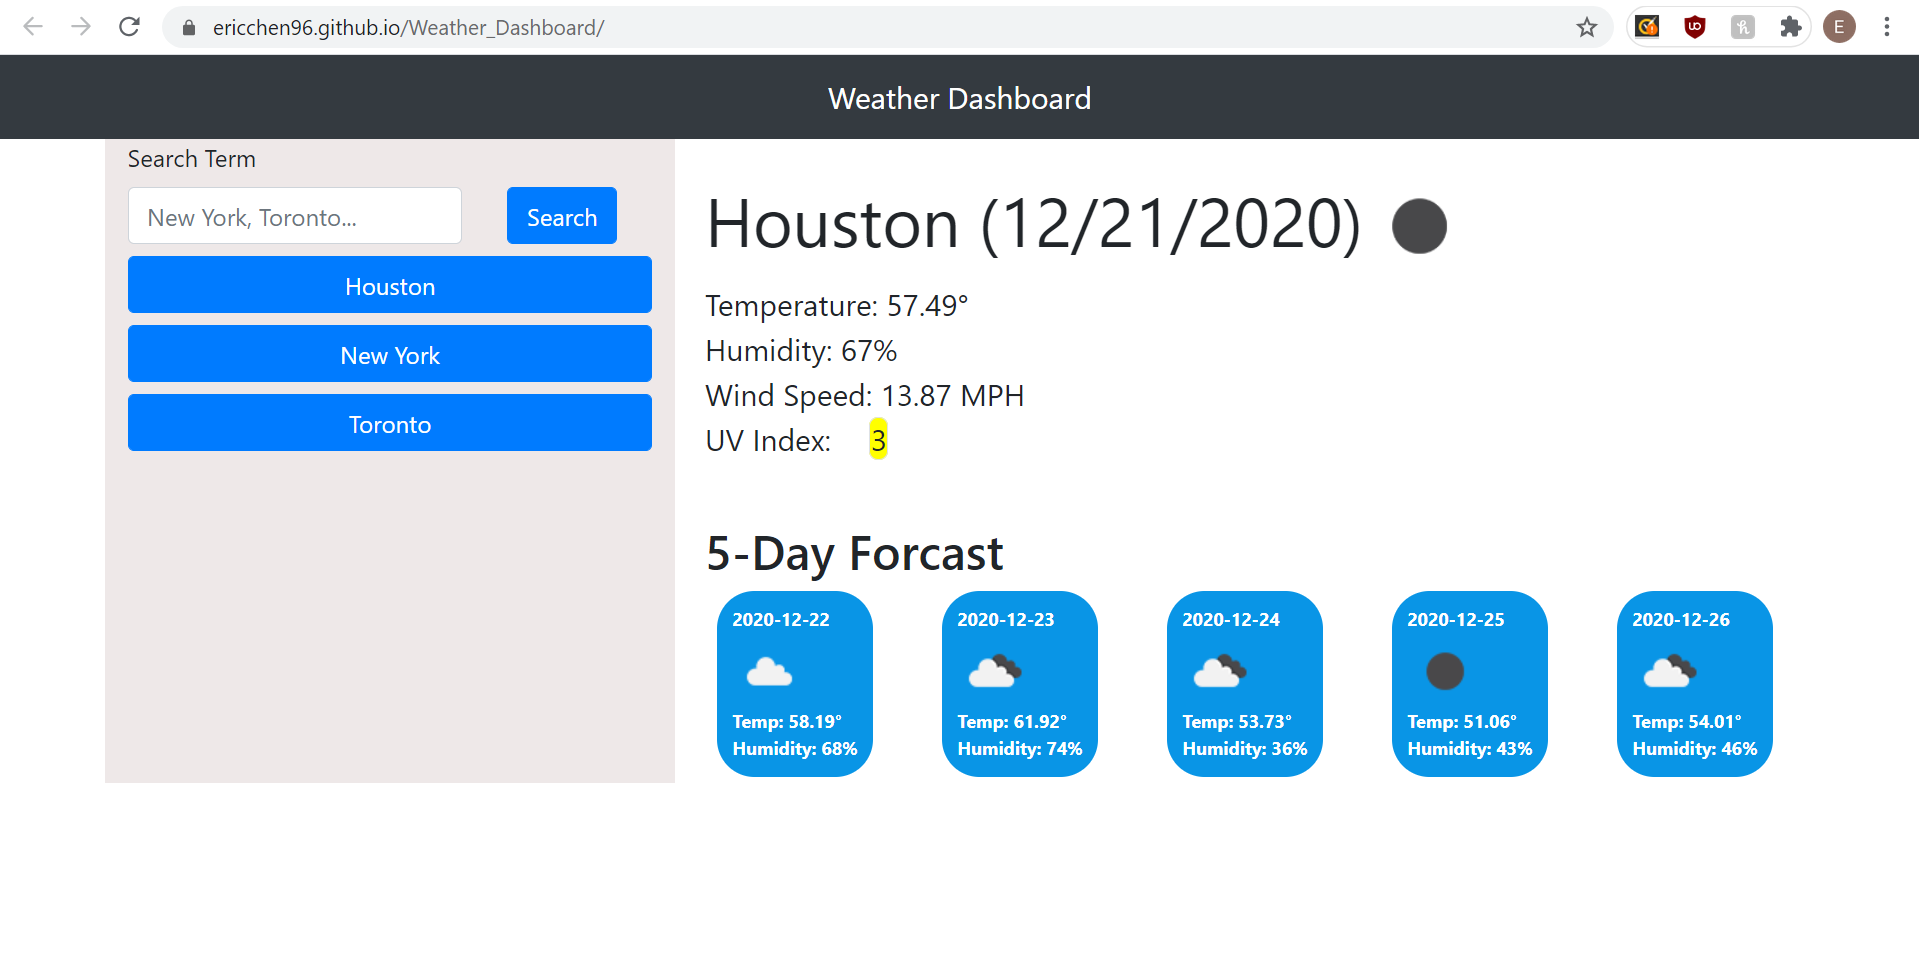 ericchen96.github.io/Weather_Dashboard/
E
Weather Dashboard
Search Term
New York, Toronto...
Search
Houston
New York
Toronto
Houston (12/21/2020)
Temperature: 57.49°
Humidity: 67%
Wind Speed: 13.87 MPH
UV Index: 3
5-Day Forcast
2020-12-22
Temp: 58.19°
Humidity: 68%
2020-12-23
Temp: 61.92°
Humidity: 74%
2020-12-24
Temp: 53.73°
Humidity: 36%
2020-12-25
Temp: 51.06°
Humidity: 43%
2020-12-26
Temp: 54.01°
Humidity: 46%